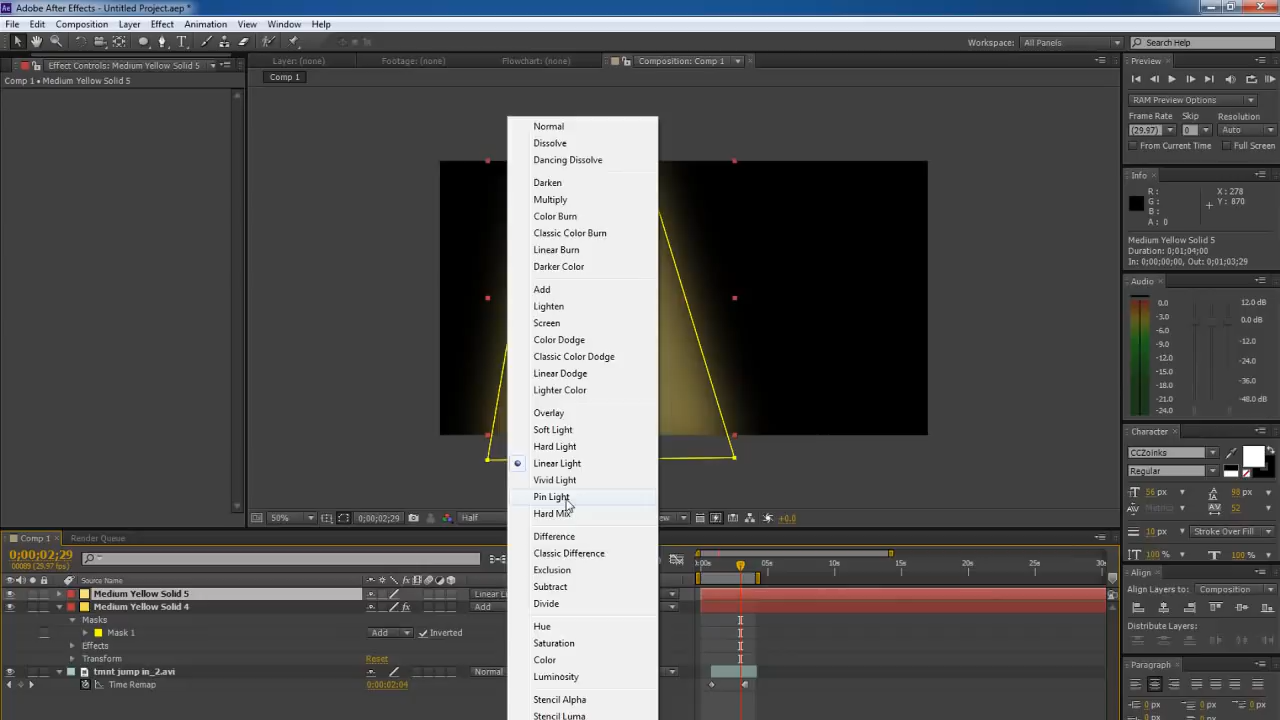 Adobe After Effects - Untitled Project.aep *
File Edit Composition Layer Effect Animation View Window Help
Workspace: All Panels
Search Help
Effect Controls: Medium Yellow Solid 5
Layer: (none)
Footage: (none)
Flowchart: (none)
Composition: Comp 1
Preview
Comp 1 • Medium Yellow Solid 5
Comp 1
RAM Preview Options
Frame Rate Skip Resolution
(29.97) 0 Auto
From Current Time Full Screen
Info
R :
G :
B :
A : 0
X : 278
Y : 870
Medium Yellow Solid 5
Duration: 0;01;04;00
In: 0;00;00;00, Out: 0;01;03;29
Audio
0.0
-3.0
-6.0
-9.0
-12.0
-15.0
-18.0
-21.0
-24.0
12.0 dB
0.0 dB
-12.0
-24.0
-36.0
-48.0 dB
Normal
Dissolve
Dancing Dissolve
Darken
Multiply
Color Burn
Classic Color Burn
Linear Burn
Darker Color
Add
Lighten
Screen
Color Dodge
Classic Color Dodge
Linear Dodge
Lighter Color
Overlay
Soft Light
Hard Light
Linear Light
Vivid Light
Pin Light
Hard Mix
Difference
Classic Difference
Exclusion
Subtract
Divide
Hue
Saturation
Color
Luminosity
Stencil Alpha
Stencil Luma
Character
CCZoinks
Regular
56 px 98 px
Metrics 52
10 px Stroke Over Fill
100 % 100 %
Align
Align Layers to: Composition
Distribute Layers:
Paragraph
0 px 0 px
50% 0;00;02;29 Half
+0.0
Comp 1 Render Queue
0;00;02;29
00009 (29.97 fps)
:00s 05s 10s 15s 20s 25s 30s
# Source Name
Medium Yellow Solid 5 Linear Li
Medium Yellow Solid 4 Add
Masks
Mask 1 Add Inverted
Effects
Transform Reset
tmnt jump in_2.avi Normal
Time Remap 0;00;02;04